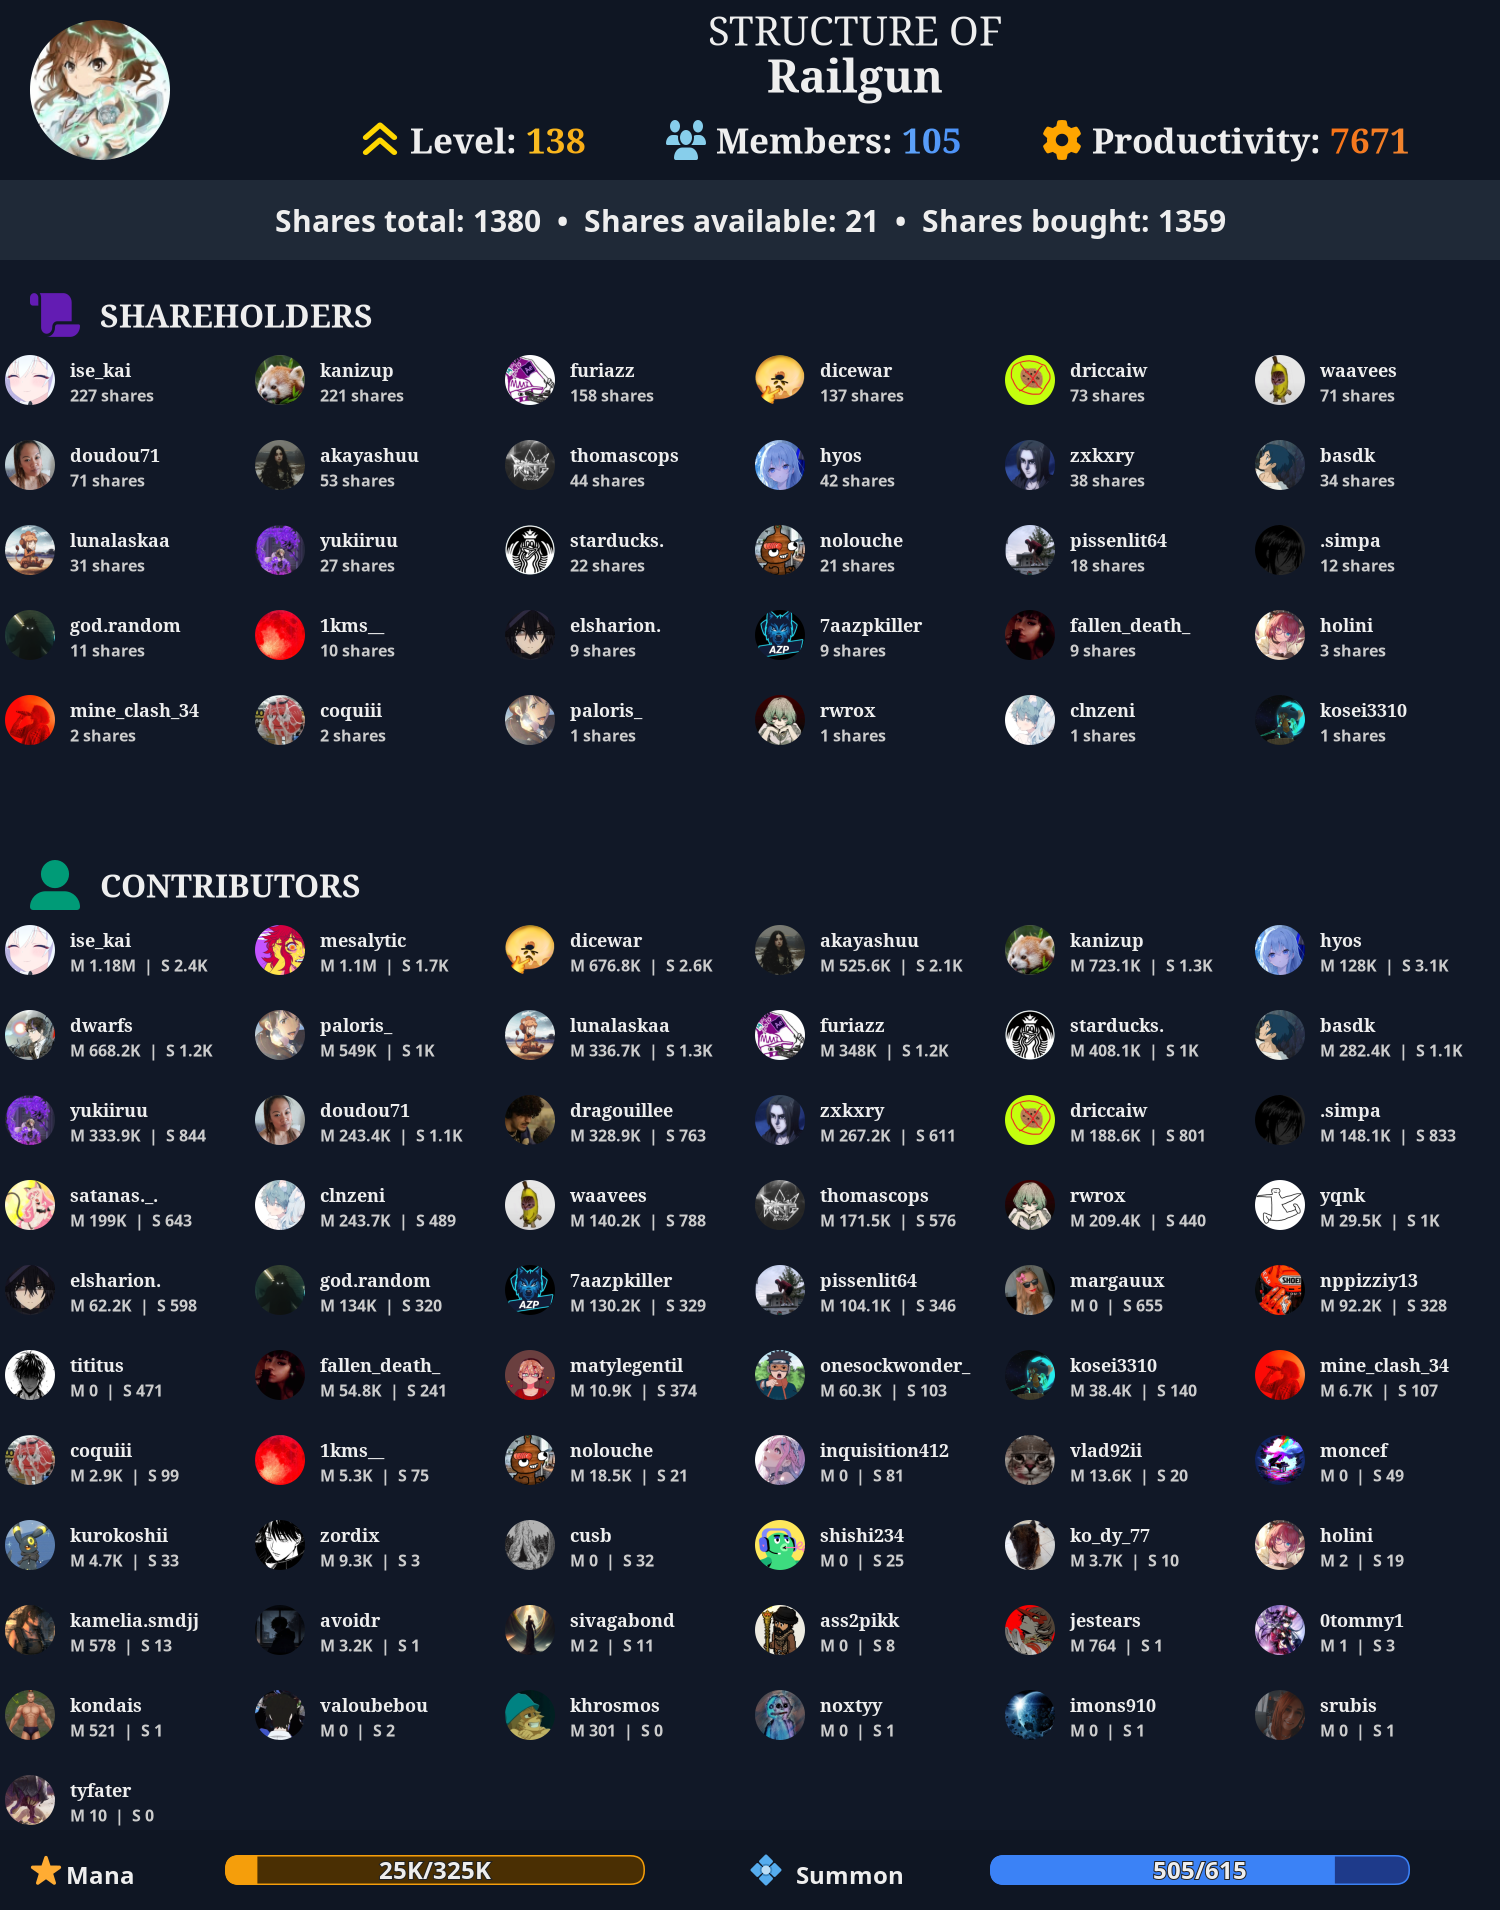 STRUCTURE OF
Railgun
Level: 138 Members: 105 Productivity: 7671
Shares total: 1380 • Shares available: 21 • Shares bought: 1359
SHAREHOLDERS
ise_kai kanizup furiazz dicewar driccaiw waavees
227 shares 221 shares 158 shares 137 shares 73 shares 71 shares
doudou71 akayashuu thomascops hyos zxkxry basdk
71 shares 53 shares 44 shares 42 shares 38 shares 34 shares
lunalaskaa yukiiruu starducks. nolouche pissenlit64 .simpa
31 shares 27 shares 22 shares 21 shares 18 shares 12 shares
god.random 1kms__ elsharion. 7aazpkiller fallen_death_ holini
11 shares 10 shares 9 shares 9 shares 9 shares 3 shares
mine_clash_34 coquiii paloris_ rwrox clnzeni kosei3310
2 shares 2 shares 1 shares 1 shares 1 shares 1 shares
CONTRIBUTORS
ise_kai mesalytic dicewar akayashuu kanizup hyos
M 1.18M | S 2.4K M 1.1M | S 1.7K M 676.8K | S 2.6K M 525.6K | S 2.1K M 723.1K | S 1.3K M 128K | S 3.1K
dwarfs paloris_ lunalaskaa furiazz starducks. basdk
M 668.2K | S 1.2K M 549K | S 1K M 336.7K | S 1.3K M 348K | S 1.2K M 408.1K | S 1K M 282.4K | S 1.1K
yukiiruu doudou71 dragouillee zxkxry driccaiw .simpa
M 333.9K | S 844 M 243.4K | S 1.1K M 328.9K | S 763 M 267.2K | S 611 M 188.6K | S 801 M 148.1K | S 833
satanas._. clnzeni waavees thomascops rwrox yqnk
M 199K | S 643 M 243.7K | S 489 M 140.2K | S 788 M 171.5K | S 576 M 209.4K | S 440 M 29.5K | S 1K
elsharion. god.random 7aazpkiller pissenlit64 margauux nppizziy13
M 62.2K | S 598 M 134K | S 320 M 130.2K | S 329 M 104.1K | S 346 M 0 | S 655 M 92.2K | S 328
tititus fallen_death_ matylegentil onesockwonder_ kosei3310 mine_clash_34
M 0 | S 471 M 54.8K | S 241 M 10.9K | S 374 M 60.3K | S 103 M 38.4K | S 140 M 6.7K | S 107
coquiii 1kms__ nolouche inquisition412 vlad92ii moncef
M 2.9K | S 99 M 5.3K | S 75 M 18.5K | S 21 M 0 | S 81 M 13.6K | S 20 M 0 | S 49
kurokoshii zordix cusb shishi234 ko_dy_77 holini
M 4.7K | S 33 M 9.3K | S 3 M 0 | S 32 M 0 | S 25 M 3.7K | S 10 M 2 | S 19
kamelia.smdjj avoidr sivagabond ass2pikk jestears 0tommy1
M 578 | S 13 M 3.2K | S 1 M 2 | S 11 M 0 | S 8 M 764 | S 1 M 1 | S 3
kondais valoubebou khrosmos noxtyy imons910 srubis
M 521 | S 1 M 0 | S 2 M 301 | S 0 M 0 | S 1 M 0 | S 1 M 0 | S 1
tyfater
M 10 | S 0
Mana 25K/325K Summon 505/615